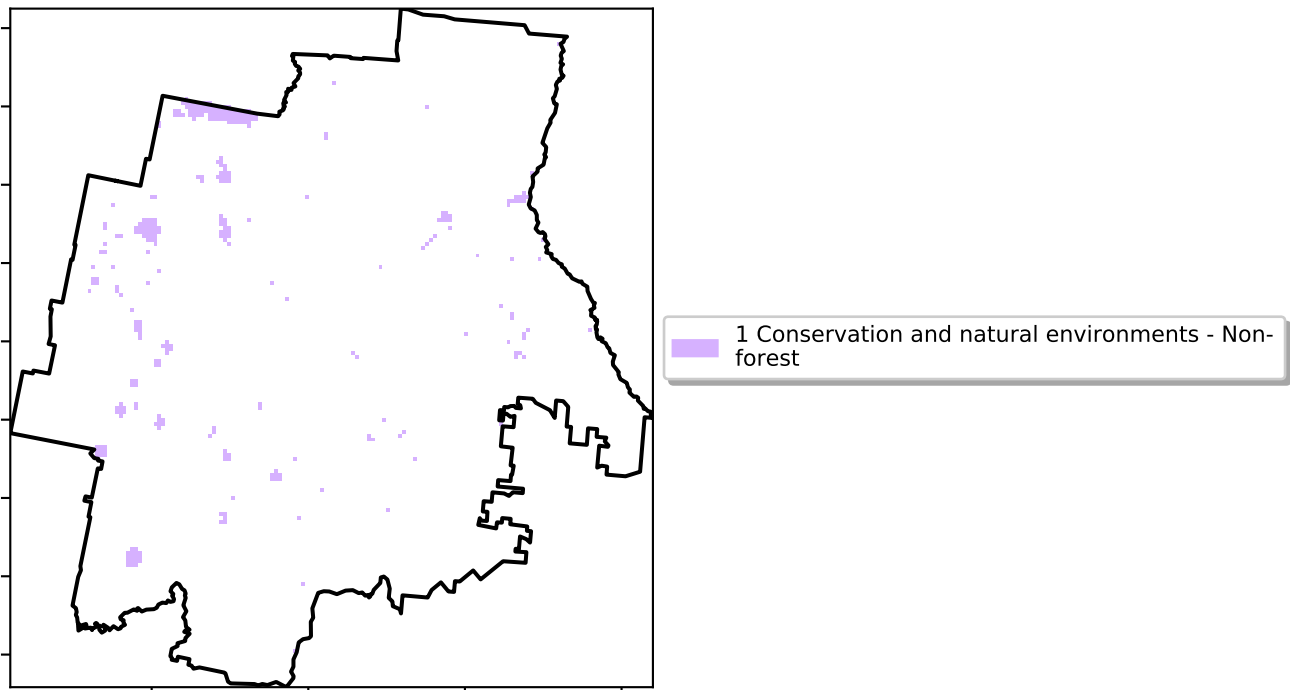 1 Conservation and natural environments - Non-
forest